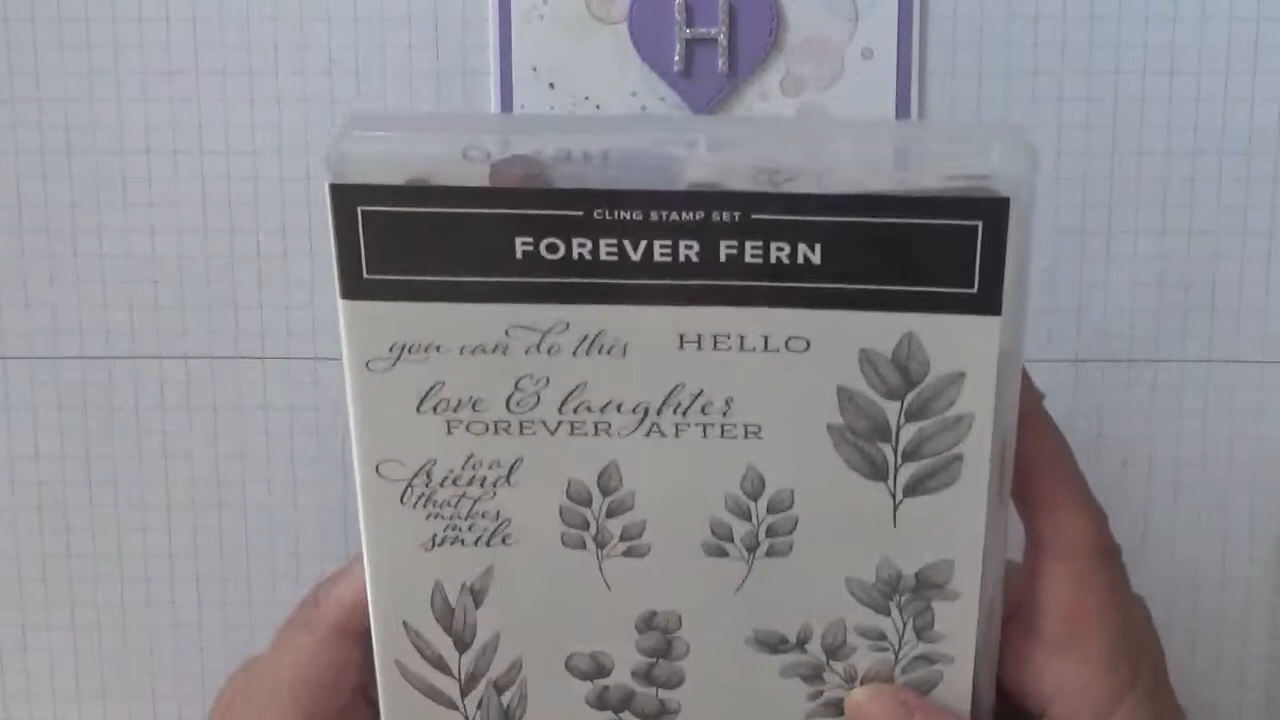 H
CLING STAMP SET
FOREVER FERN
you can do this
HELLO
love & laughter
FOREVER AFTER
to a
friend
that
makes
me
smile